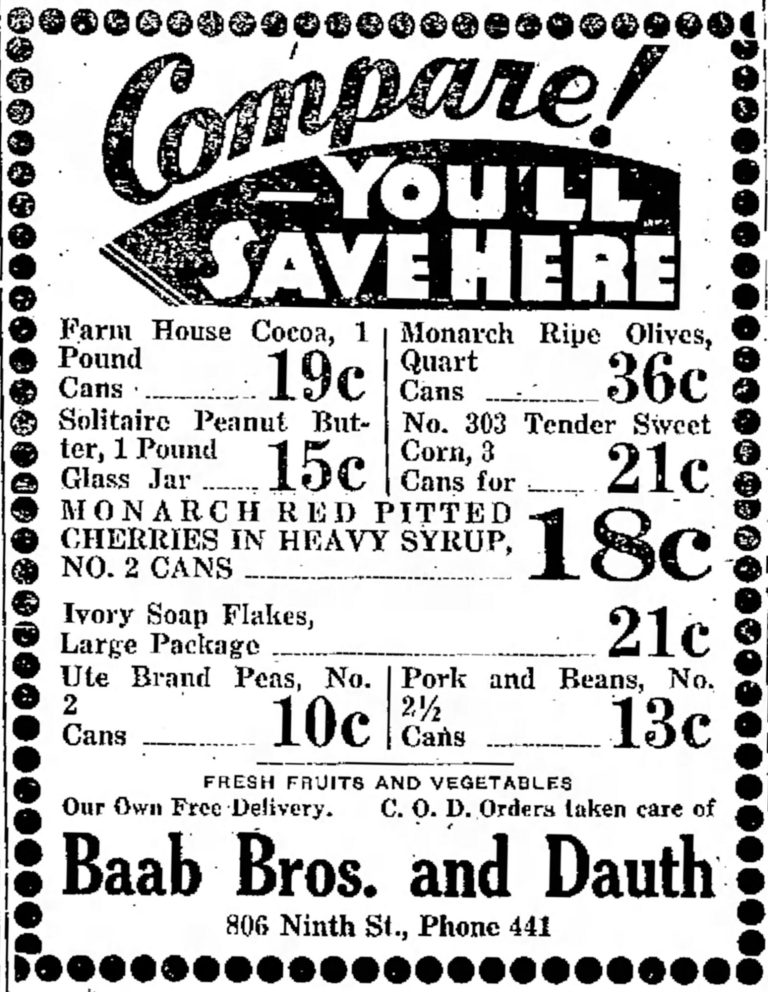 Compare!
—YOU'LL
SAVE HERE
Farm House Cocoa, 1
Pound
Cans 19c
Solitaire Peanut But-
ter, 1 Pound
Glass Jar 15c
Monarch Ripe Olives,
Quart
Cans 36c
No. 303 Tender Sweet
Corn, 3
Cans for 21c
MONARCH RED PITTED
CHERRIES IN HEAVY SYRUP,
NO. 2 CANS 18c
Ivory Soap Flakes,
Large Package 21c
Ute Brand Peas, No.
2
Cans 10c
Pork and Beans, No.
2½
Cans 13c
FRESH FRUITS AND VEGETABLES
Our Own Free Delivery. C. O. D. Orders taken care of
Baab Bros. and Dauth
806 Ninth St., Phone 441